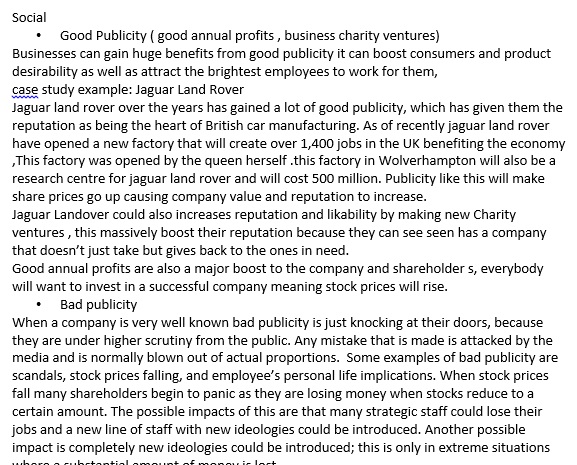 Social
• Good Publicity ( good annual profits , business charity ventures)
Businesses can gain huge benefits from good publicity it can boost consumers and product
desirability as well as attract the brightest employees to work for them,
case study example: Jaguar Land Rover
Jaguar land rover over the years has gained a lot of good publicity, which has given them the
reputation as being the heart of British car manufacturing. As of recently jaguar land rover
have opened a new factory that will create over 1,400 jobs in the UK benefiting the economy
,This factory was opened by the queen herself .this factory in Wolverhampton will also be a
research centre for jaguar land rover and will cost 500 million. Publicity like this will make
share prices go up causing company value and reputation to increase.
Jaguar Landover could also increases reputation and likability by making new Charity
ventures , this massively boost their reputation because they can see seen has a company
that doesn't just take but gives back to the ones in need.
Good annual profits are also a major boost to the company and shareholder s, everybody
will want to invest in a successful company meaning stock prices will rise.
• Bad publicity
When a company is very well known bad publicity is just knocking at their doors, because
they are under higher scrutiny from the public. Any mistake that is made is attacked by the
media and is normally blown out of actual proportions.  Some examples of bad publicity are
scandals, stock prices falling, and employee's personal life implications. When stock prices
fall many shareholders begin to panic as they are losing money when stocks reduce to a
certain amount. The possible impacts of this are that many strategic staff could lose their
jobs and a new line of staff with new ideologies could be introduced. Another possible
impact is completely new ideologies could be introduced; this is only in extreme situations
where a substantial amount of money is lost